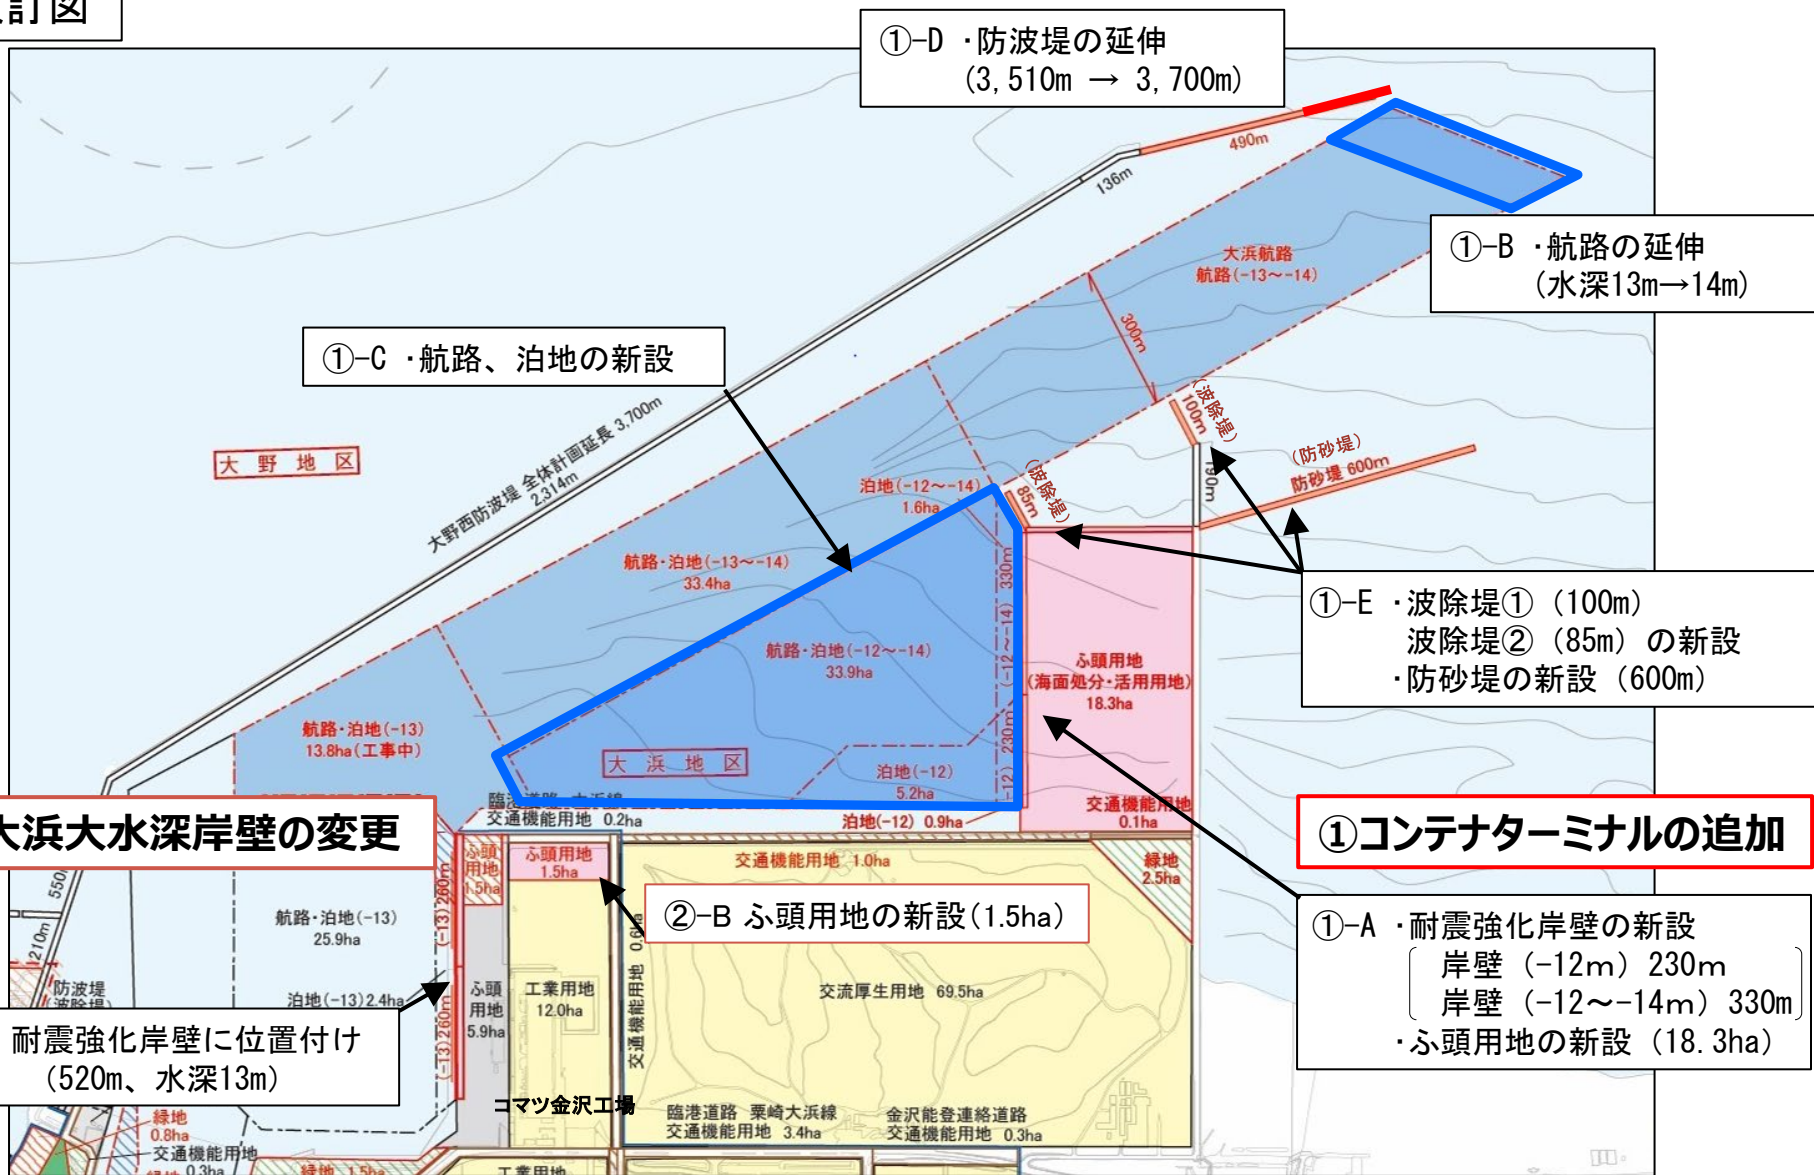 訂図
①-D ・防波堤の延伸
(3,510m → 3,700m)
490m
136m
①-B ・航路の延伸
(水深13m→14m)
大浜航路
航路(-13～-14)
300m
①-C ・航路、泊地の新設
大野西防波堤 全体計画延長 3,700m
2,314m
大野地区
(波除堤)
100m
190m
(防砂堤)
防砂堤 600m
泊地(-12～-14)
1.6ha
(波除堤)
85m
航路・泊地(-13～-14)
33.4ha
(-12～-14) 330m
①-E ・波除堤① (100m)
波除堤② (85m) の新設
・防砂堤の新設 (600m)
航路・泊地(-12～-14)
33.9ha
ふ頭用地
(海面処分・活用用地)
18.3ha
航路・泊地(-13)
13.8ha(工事中)
大浜地区
(-12) 230m
泊地(-12)
5.2ha
臨港道路 大浜線
交通機能用地 0.2ha
泊地(-12) 0.9ha
交通機能用地
0.1ha
大浜大水深岸壁の変更
①コンテナターミナルの追加
ふ頭
用地
1.5ha
ふ頭用地
1.5ha
交通機能用地 1.0ha
緑地
2.5ha
550m
1210m
(-13)260m
航路・泊地(-13)
25.9ha
②-B ふ頭用地の新設(1.5ha)
交通機能用地 0.6ha
①-A ・耐震強化岸壁の新設
岸壁 (-12m) 230m
岸壁 (-12～-14m) 330m
・ふ頭用地の新設 (18.3ha)
防波堤
(波除堤)
泊地(-13)2.4ha
(-13)260m
ふ頭
用地
5.9ha
工業用地
12.0ha
交流厚生用地 69.5ha
耐震強化岸壁に位置付け
(520m、水深13m)
コマツ金沢工場
臨港道路 粟崎大浜線
交通機能用地 3.4ha
金沢能登連絡道路
交通機能用地 0.3ha
緑地
0.8ha
交通機能用地
0.3ha
緑地 1.5ha
工業用地